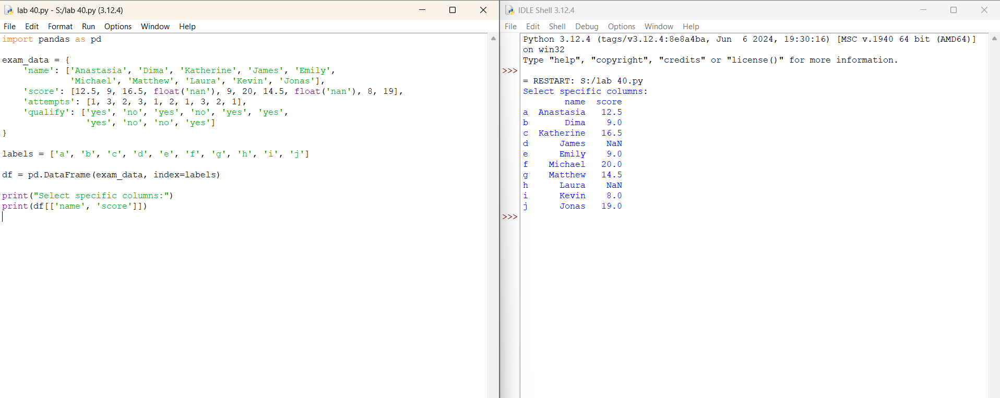 lab 40.py - S:/lab 40.py (3.12.4)
File Edit Format Run Options Window Help
import pandas as pd
exam_data = {
    'name': ['Anastasia', 'Dima', 'Katherine', 'James', 'Emily',
             'Michael', 'Matthew', 'Laura', 'Kevin', 'Jonas'],
    'score': [12.5, 9, 16.5, float('nan'), 9, 20, 14.5, float('nan'), 8, 19],
    'attempts': [1, 3, 2, 3, 1, 2, 1, 3, 2, 1],
    'qualify': ['yes', 'no', 'yes', 'no', 'yes', 'yes',
                'yes', 'no', 'no', 'yes']
}
labels = ['a', 'b', 'c', 'd', 'e', 'f', 'g', 'h', 'i', 'j']
df = pd.DataFrame(exam_data, index=labels)
print("Select specific columns:")
print(df[['name', 'score']])
IDLE Shell 3.12.4
File Edit Shell Debug Options Window Help
Python 3.12.4 (tags/v3.12.4:8e8a4ba, Jun  6 2024, 19:30:16) [MSC v.1940 64 bit (AMD64)]
on win32
Type "help", "copyright", "credits" or "license()" for more information.
>>>
= RESTART: S:/lab 40.py
Select specific columns:
        name  score
a  Anastasia   12.5
b       Dima    9.0
c  Katherine   16.5
d      James    NaN
e      Emily    9.0
f    Michael   20.0
g    Matthew   14.5
h      Laura    NaN
i      Kevin    8.0
j      Jonas   19.0
>>>